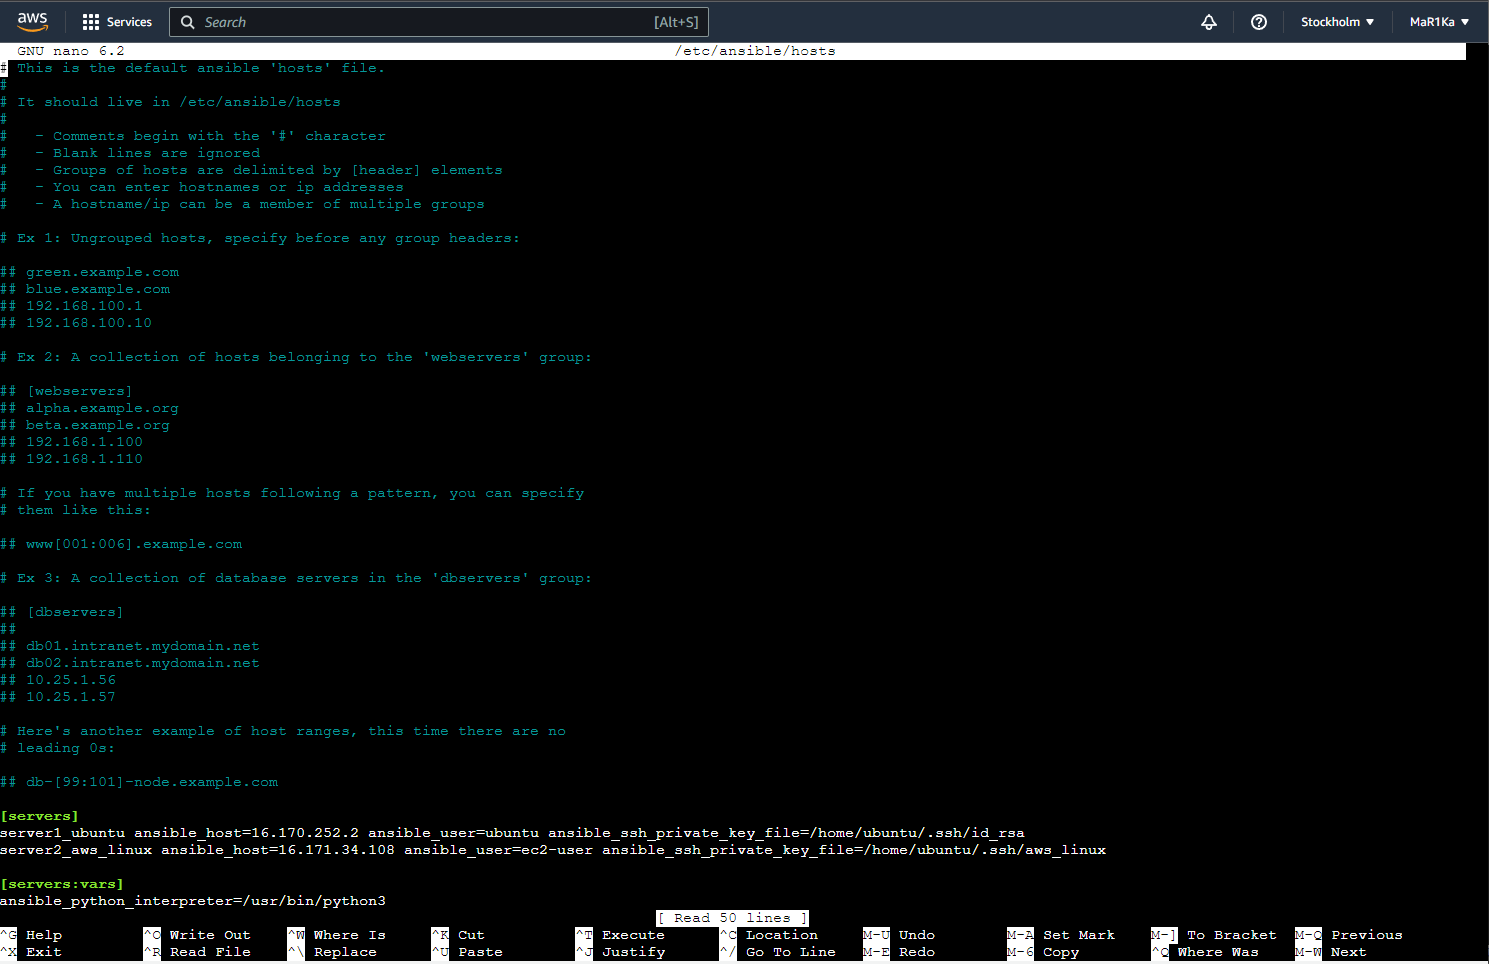 aws Services Search [Alt+S] Stockholm ▼ MaR1Ka ▼
GNU nano 6.2 /etc/ansible/hosts
# This is the default ansible 'hosts' file.
#
# It should live in /etc/ansible/hosts
#
#   - Comments begin with the '#' character
#   - Blank lines are ignored
#   - Groups of hosts are delimited by [header] elements
#   - You can enter hostnames or ip addresses
#   - A hostname/ip can be a member of multiple groups
# Ex 1: Ungrouped hosts, specify before any group headers:
## green.example.com
## blue.example.com
## 192.168.100.1
## 192.168.100.10
# Ex 2: A collection of hosts belonging to the 'webservers' group:
## [webservers]
## alpha.example.org
## beta.example.org
## 192.168.1.100
## 192.168.1.110
# If you have multiple hosts following a pattern, you can specify
# them like this:
## www[001:006].example.com
# Ex 3: A collection of database servers in the 'dbservers' group:
## [dbservers]
##
## db01.intranet.mydomain.net
## db02.intranet.mydomain.net
## 10.25.1.56
## 10.25.1.57
# Here's another example of host ranges, this time there are no
# leading 0s:
## db-[99:101]-node.example.com
[servers]
server1_ubuntu ansible_host=16.170.252.2 ansible_user=ubuntu ansible_ssh_private_key_file=/home/ubuntu/.ssh/id_rsa
server2_aws_linux ansible_host=16.171.34.108 ansible_user=ec2-user ansible_ssh_private_key_file=/home/ubuntu/.ssh/aws_linux
[servers:vars]
ansible_python_interpreter=/usr/bin/python3
[ Read 50 lines ]
^G Help ^O Write Out ^W Where Is ^K Cut ^T Execute ^C Location M-U Undo M-A Set Mark M-] To Bracket M-Q Previous
^X Exit ^R Read File ^\ Replace ^U Paste ^J Justify ^/ Go To Line M-E Redo M-6 Copy ^Q Where Was M-W Next